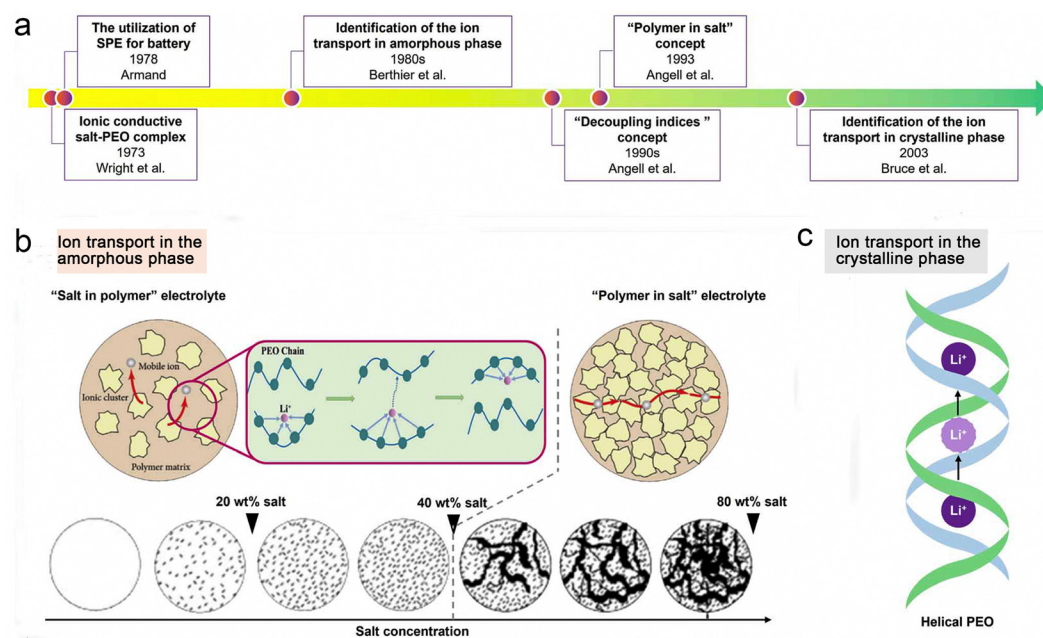 a
The utilization of
SPE for battery
1978
Armand
Identification of the ion
transport in amorphous phase
1980s
Berthier et al.
“Polymer in salt”
concept
1993
Angell et al.
Ionic conductive
salt-PEO complex
1973
Wright et al.
“Decoupling indices ”
concept
1990s
Angell et al.
Identification of the ion
transport in crystalline phase
2003
Bruce et al.
b
Ion transport in the
amorphous phase
“Salt in polymer” electrolyte
“Polymer in salt” electrolyte
Mobile ion
Ionic cluster
Polymer matrix
PEO Chain
Li⁺
20 wt% salt
40 wt% salt
80 wt% salt
Salt concentration
c
Ion transport in the
crystalline phase
Li⁺
Li⁺
Li⁺
Helical PEO